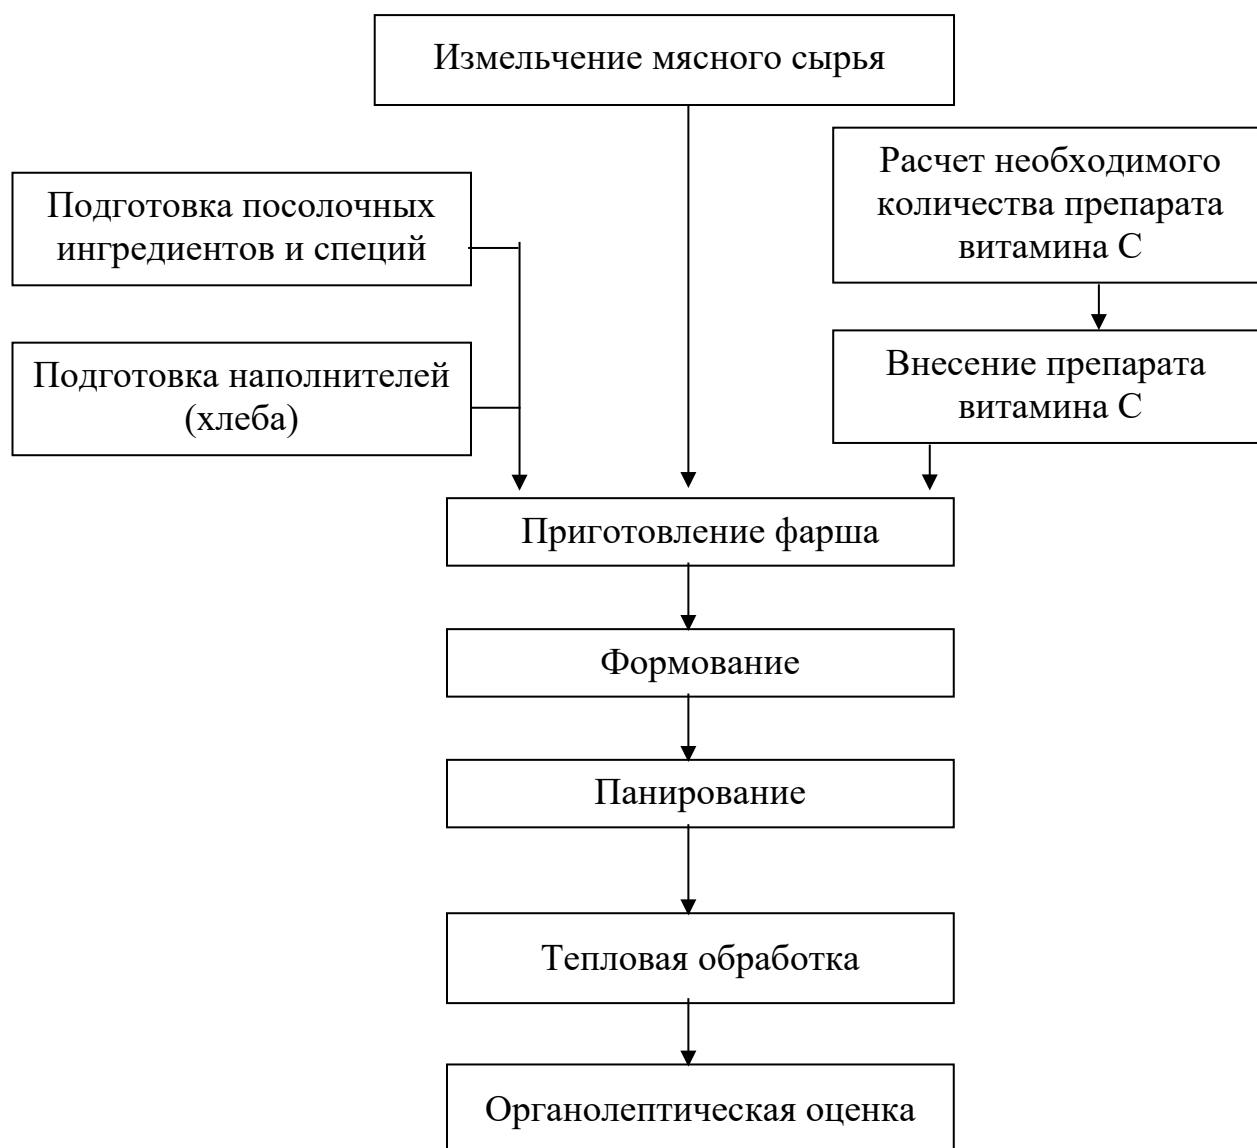 Измельчение мясного сырья
Расчет необходимого
количества препарата
витамина С
Подготовка посолочных
ингредиентов и специй
Внесение препарата
витамина С
Подготовка наполнителей
(хлеба)
Приготовление фарша
Формование
Панирование
Тепловая обработка
Органолептическая оценка